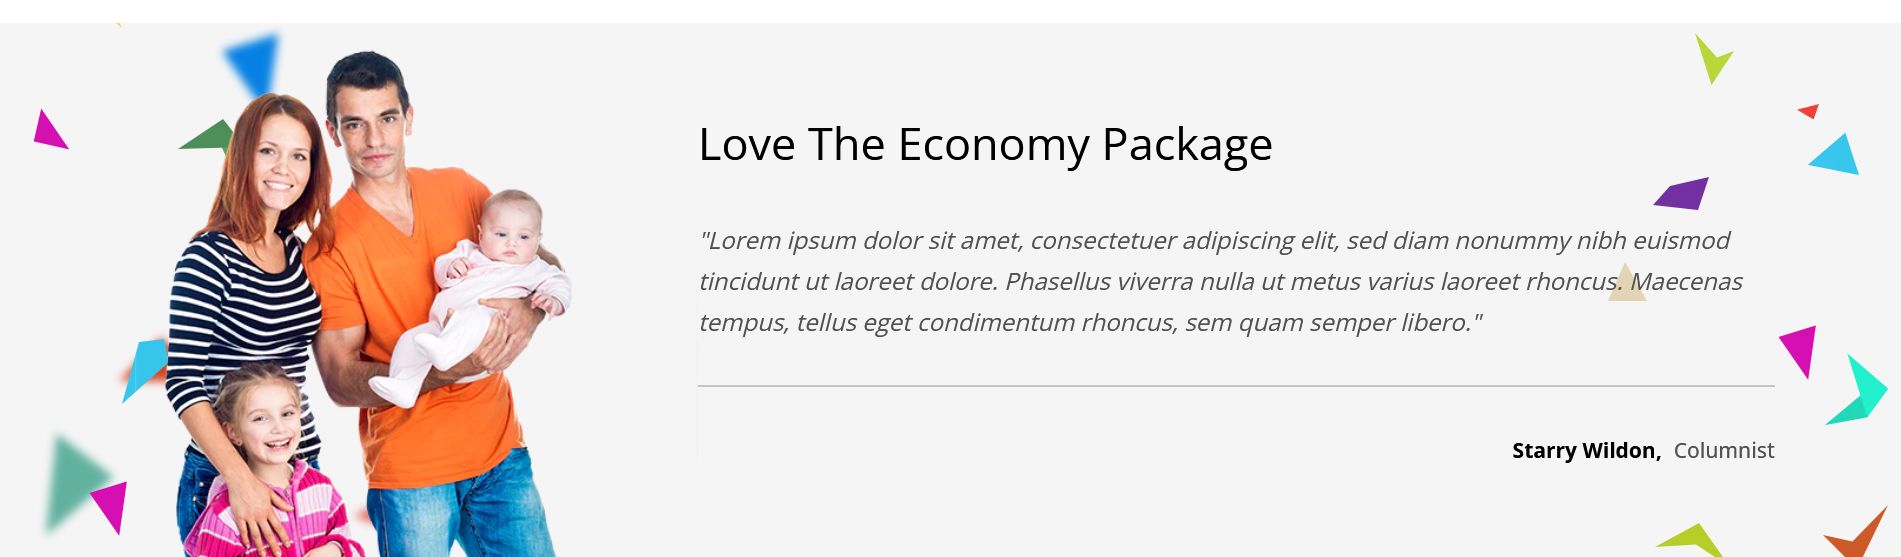 Love The Economy Package
"Lorem ipsum dolor sit amet, consectetuer adipiscing elit, sed diam nonummy nibh euismod
tincidunt ut laoreet dolore. Phasellus viverra nulla ut metus varius laoreet rhoncus. Maecenas
tempus, tellus eget condimentum rhoncus, sem quam semper libero."
Starry Wildon, Columnist